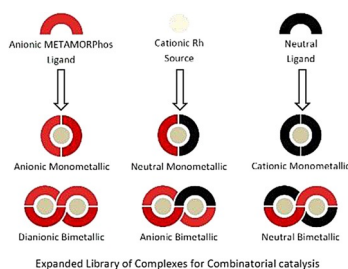 Anionic METAMORPhos Ligand
Cationic Rh Source
Neutral Ligand
Anionic Monometallic
Neutral Monometallic
Cationic Monometallic
Dianionic Bimetallic
Anionic Bimetallic
Neutral Bimetallic
Expanded Library of Complexes for Combinatorial catalysis